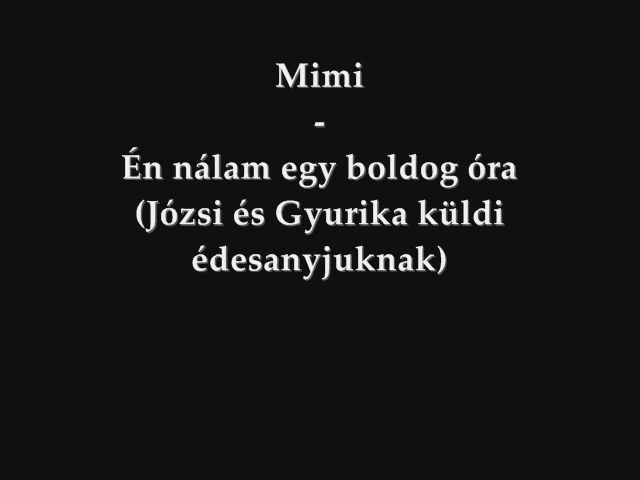 Mimi
-
Én nálam egy boldog óra
(Józsi és Gyurika küldi
édesanyjuknak)